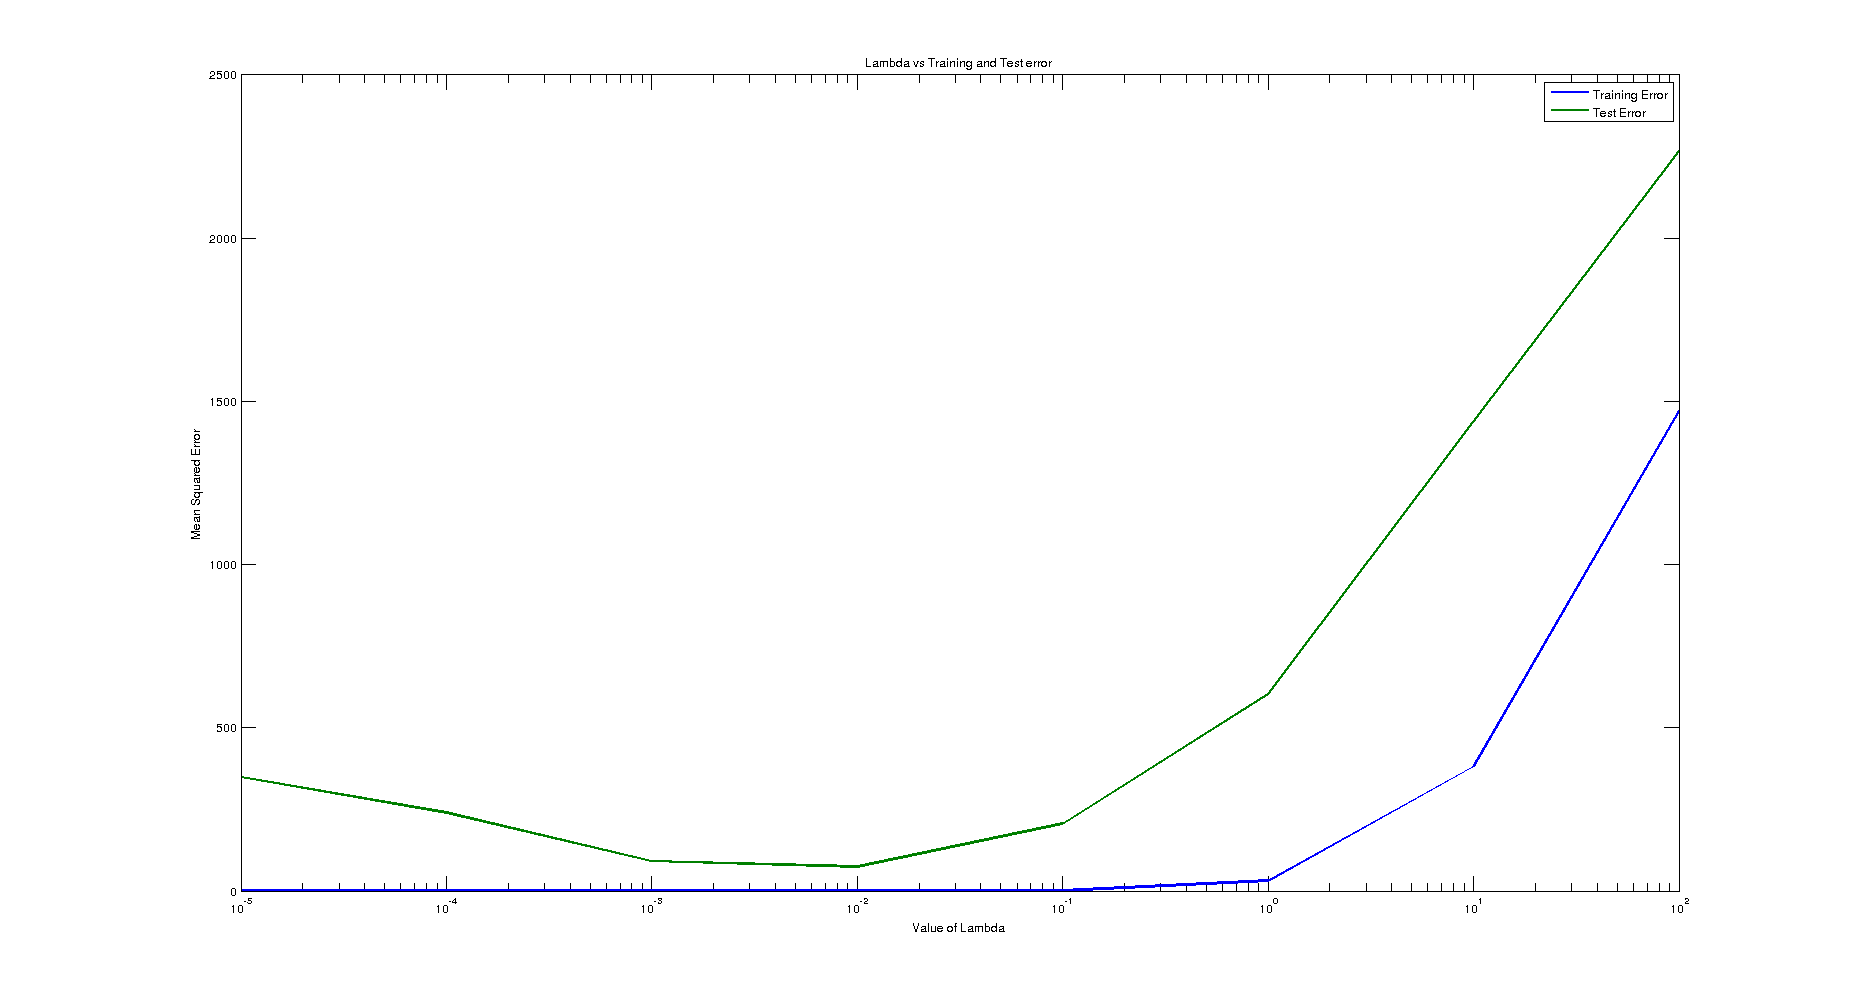 Lambda vs Training and Test error
Training Error
Test Error
2500
2000
1500
1000
500
0
Mean Squared Error
10^-5 10^-4 10^-3 10^-2 10^-1 10^0 10^1 10^2
Value of Lambda